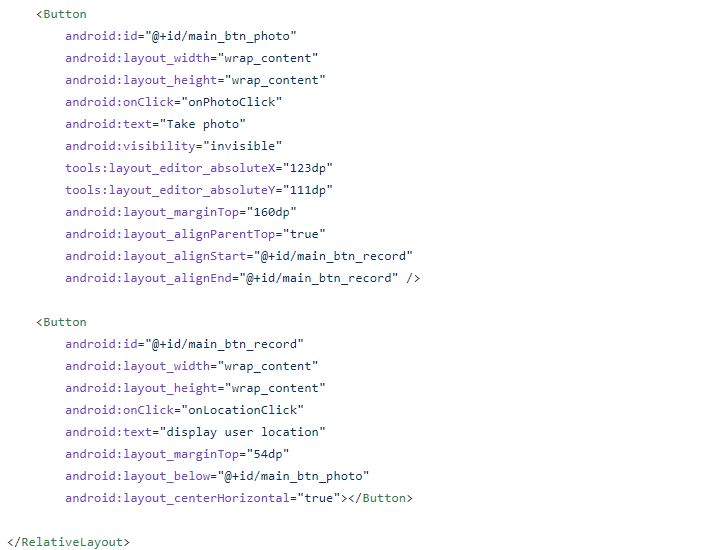 <Button
android:id="@+id/main_btn_photo"
android:layout_width="wrap_content"
android:layout_height="wrap_content"
android:onClick="onPhotoClick"
android:text="Take photo"
android:visibility="invisible"
tools:layout_editor_absoluteX="123dp"
tools:layout_editor_absoluteY="111dp"
android:layout_marginTop="160dp"
android:layout_alignParentTop="true"
android:layout_alignStart="@+id/main_btn_record"
android:layout_alignEnd="@+id/main_btn_record" />
<Button
android:id="@+id/main_btn_record"
android:layout_width="wrap_content"
android:layout_height="wrap_content"
android:onClick="onLocationClick"
android:text="display user location"
android:layout_marginTop="54dp"
android:layout_below="@+id/main_btn_photo"
android:layout_centerHorizontal="true"></Button>
</RelativeLayout>